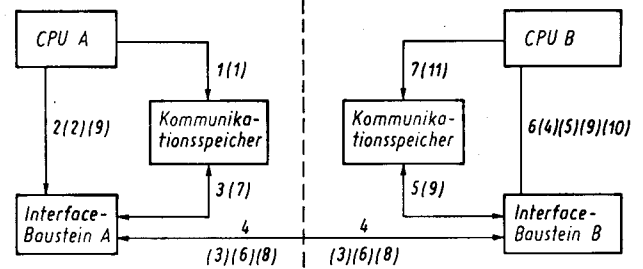 CPU A
CPU B
1(1)
7(11)
2(2)(9)
Kommunika-
tionsspeicher
Kommunika-
tionsspeicher
6(4)(5)(9)(10)
3(7)
5(9)
Interface-
Baustein A
4
4
Interface-
Baustein B
(3)(6)(8)
(3)(6)(8)